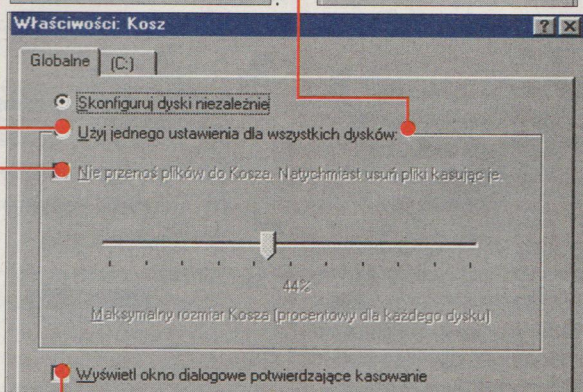 Właściwości: Kosz
Globalne
(C:)
Skonfiguruj dyski niezależnie
Użyj jednego ustawienia dla wszystkich dysków:
Nie przenoś plików do Kosza. Natychmiast usuń pliki kasując je.
44%
Maksymalny rozmiar Kosza (procentowy dla każdego dysku)
Wyświetl okno dialogowe potwierdzające kasowanie